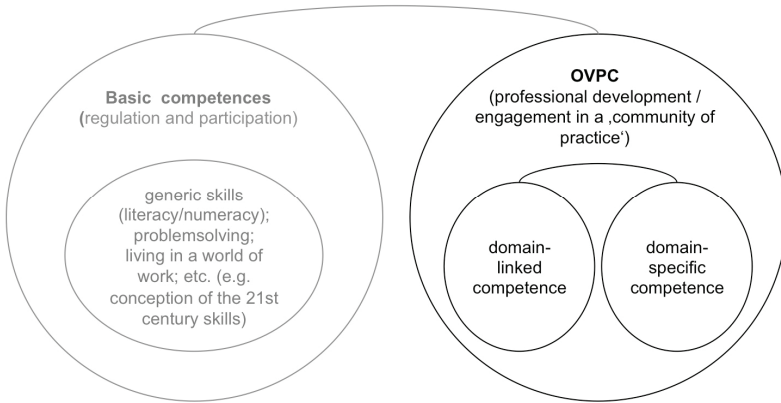 Basic competences
(regulation and participation)
generic skills
(literacy/numeracy);
problemsolving;
living in a world of
work; etc. (e.g.
conception of the 21st
century skills)
OVPC
(professional development /
engagement in a ‚community of
practice‘)
domain-
linked
competence
domain-
specific
competence